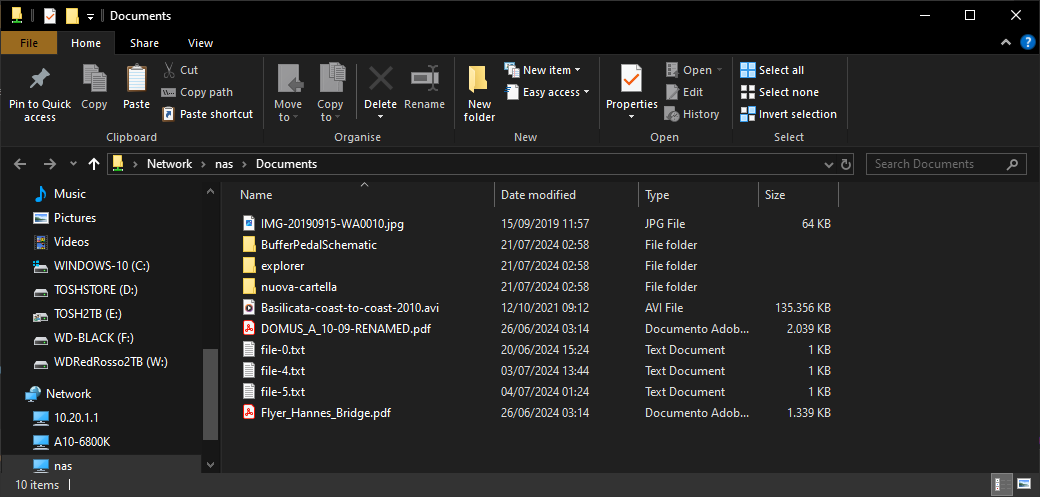 Documents
File Home Share View
Pin to Quick access
Copy
Paste
Cut
Copy path
Paste shortcut
Clipboard
Move to
Copy to
Delete
Rename
Organise
New folder
New item
Easy access
New
Properties
Open
Edit
History
Open
Select all
Select none
Invert selection
Select
Network > nas > Documents
Search Documents
Music
Pictures
Videos
WINDOWS-10 (C:)
TOSHSTORE (D:)
TOSH2TB (E:)
WD-BLACK (F:)
WDRedRosso2TB (W:)
Network
10.20.1.1
A10-6800K
nas
Name Date modified Type Size
IMG-20190915-WA0010.jpg 15/09/2019 11:57 JPG File 64 KB
BufferPedalSchematic 21/07/2024 02:58 File folder
explorer 21/07/2024 02:58 File folder
nuova-cartella 21/07/2024 02:58 File folder
Basilicata-coast-to-coast-2010.avi 12/10/2021 09:12 AVI File 135.356 KB
DOMUS_A_10-09-RENAMED.pdf 26/06/2024 03:14 Documento Adob... 2.039 KB
file-0.txt 20/06/2024 15:24 Text Document 1 KB
file-4.txt 03/07/2024 13:44 Text Document 1 KB
file-5.txt 04/07/2024 01:24 Text Document 1 KB
Flyer_Hannes_Bridge.pdf 26/06/2024 03:14 Documento Adob... 1.339 KB
10 items